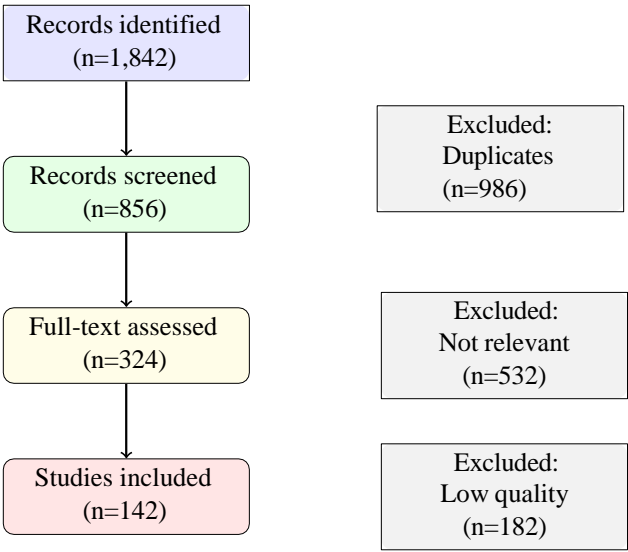 Records identified
(n=1,842)
Excluded:
Duplicates
(n=986)
Records screened
(n=856)
Excluded:
Not relevant
(n=532)
Full-text assessed
(n=324)
Excluded:
Low quality
(n=182)
Studies included
(n=142)